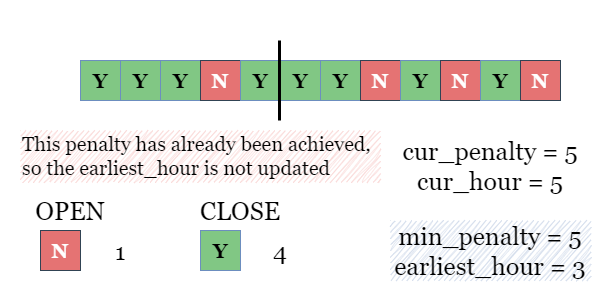 Y Y Y N Y Y Y N Y N Y N
This penalty has already been achieved,
so the earliest_hour is not updated
cur_penalty = 5
cur_hour = 5
OPEN CLOSE
N 1 Y 4
min_penalty = 5
earliest_hour = 3